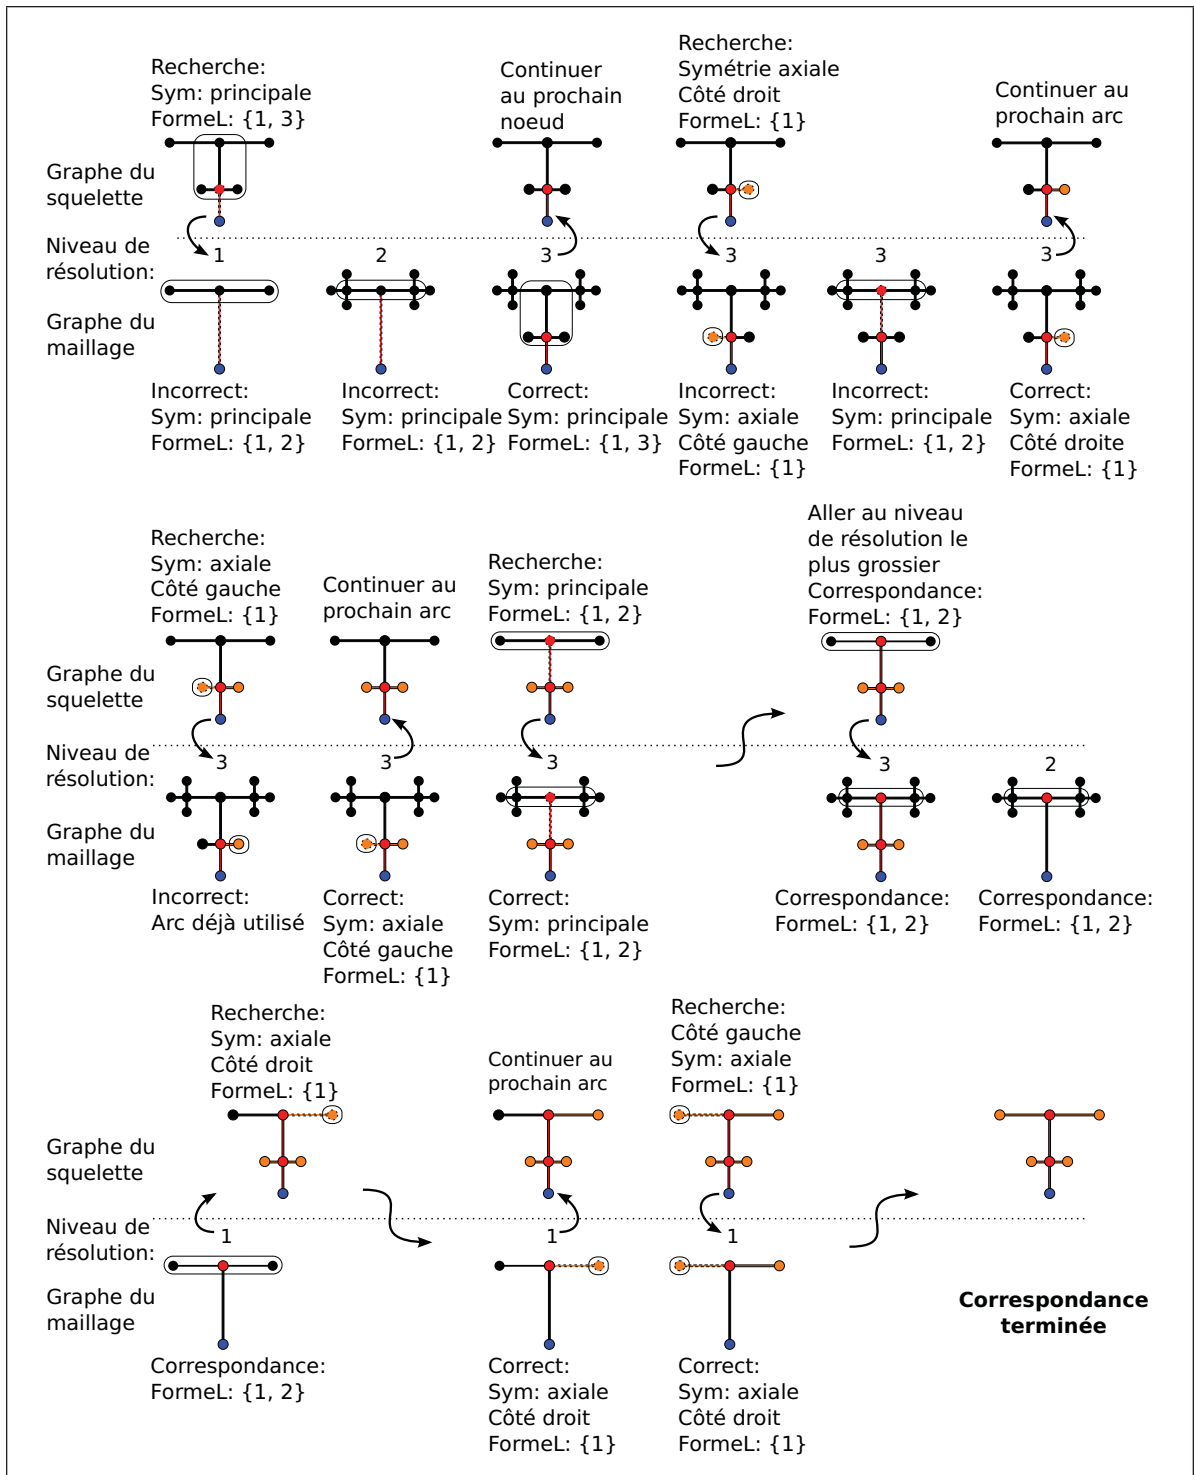 Recherche:
Sym: principale
FormeL: {1, 3}
Continuer
au prochain
noeud
Recherche:
Symétrie axiale
Côté droit
FormeL: {1}
Continuer au
prochain arc
Graphe du
squelette
Niveau de
résolution:
1
2
3
3
3
3
Graphe du
maillage
Incorrect:
Sym: principale
FormeL: {1, 2}
Incorrect:
Sym: principale
FormeL: {1, 2}
Correct:
Sym: principale
FormeL: {1, 3}
Incorrect:
Sym: axiale
Côté gauche
FormeL: {1}
Incorrect:
Sym: principale
FormeL: {1, 2}
Correct:
Sym: axiale
Côté droite
FormeL: {1}
Recherche:
Sym: axiale
Côté gauche
FormeL: {1}
Continuer au
prochain arc
Recherche:
Sym: principale
FormeL: {1, 2}
Aller au niveau
de résolution le
plus grossier
Correspondance:
FormeL: {1, 2}
Graphe du
squelette
Niveau de
résolution:
3
3
3
3
2
Graphe du
maillage
Incorrect:
Arc déjà utilisé
Correct:
Sym: axiale
Côté gauche
FormeL: {1}
Correct:
Sym: principale
FormeL: {1, 2}
Correspondance:
FormeL: {1, 2}
Correspondance:
FormeL: {1, 2}
Recherche:
Sym: axiale
Côté droit
FormeL: {1}
Continuer au
prochain arc
Recherche:
Côté gauche
Sym: axiale
FormeL: {1}
Graphe du
squelette
Niveau de
résolution:
1
1
1
Graphe du
maillage
Correspondance:
FormeL: {1, 2}
Correct:
Sym: axiale
Côté droit
FormeL: {1}
Correct:
Sym: axiale
Côté droit
FormeL: {1}
Correspondance
terminée